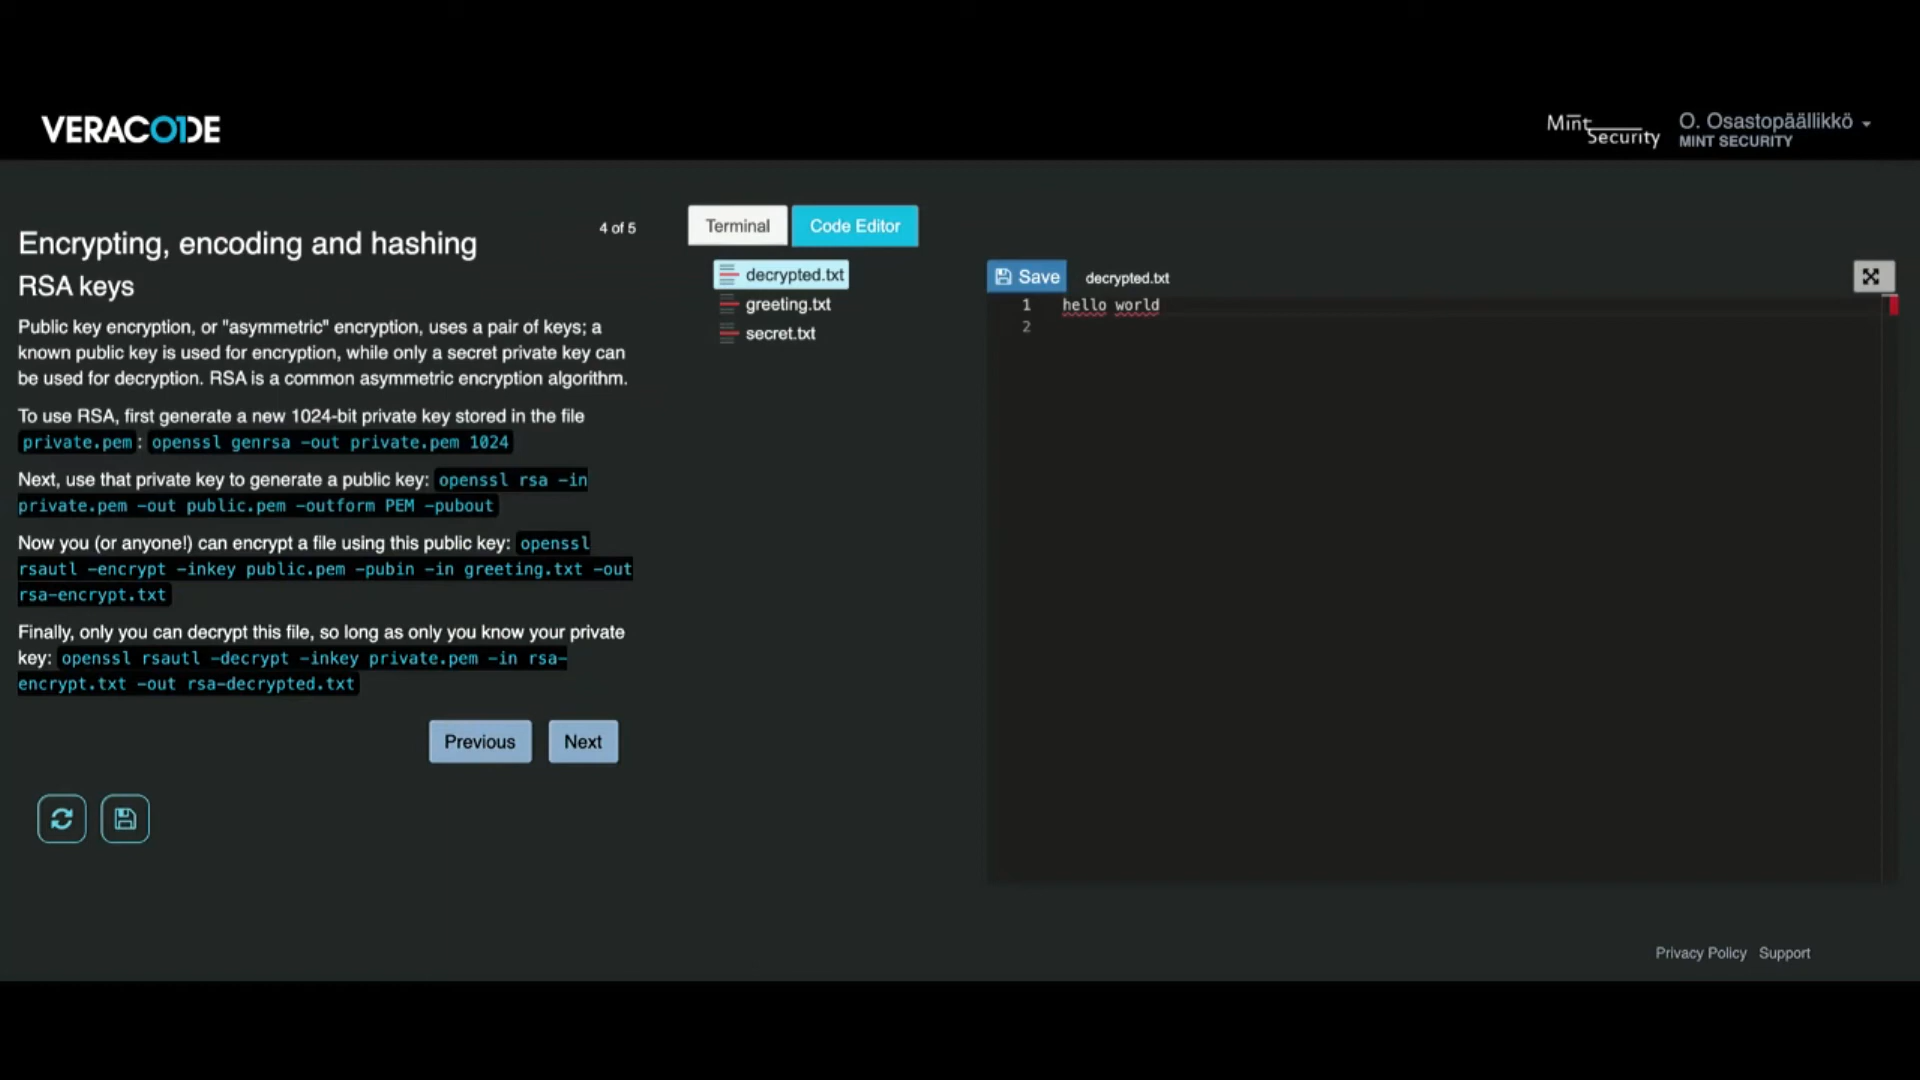 VERACODE
Mint Security
O. Osastopäällikkö
MINT SECURITY
Encrypting, encoding and hashing
4 of 5
RSA keys
Public key encryption, or "asymmetric" encryption, uses a pair of keys; a
known public key is used for encryption, while only a secret private key can
be used for decryption. RSA is a common asymmetric encryption algorithm.
To use RSA, first generate a new 1024-bit private key stored in the file
private.pem: openssl genrsa -out private.pem 1024
Next, use that private key to generate a public key: openssl rsa -in
private.pem -out public.pem -outform PEM -pubout
Now you (or anyone!) can encrypt a file using this public key: openssl
rsautl -encrypt -inkey public.pem -pubin -in greeting.txt -out
rsa-encrypt.txt
Finally, only you can decrypt this file, so long as only you know your private
key: openssl rsautl -decrypt -inkey private.pem -in rsa-
encrypt.txt -out rsa-decrypted.txt
Previous Next
Terminal Code Editor
decrypted.txt
greeting.txt
secret.txt
Save decrypted.txt
1 hello world
2
Privacy Policy Support